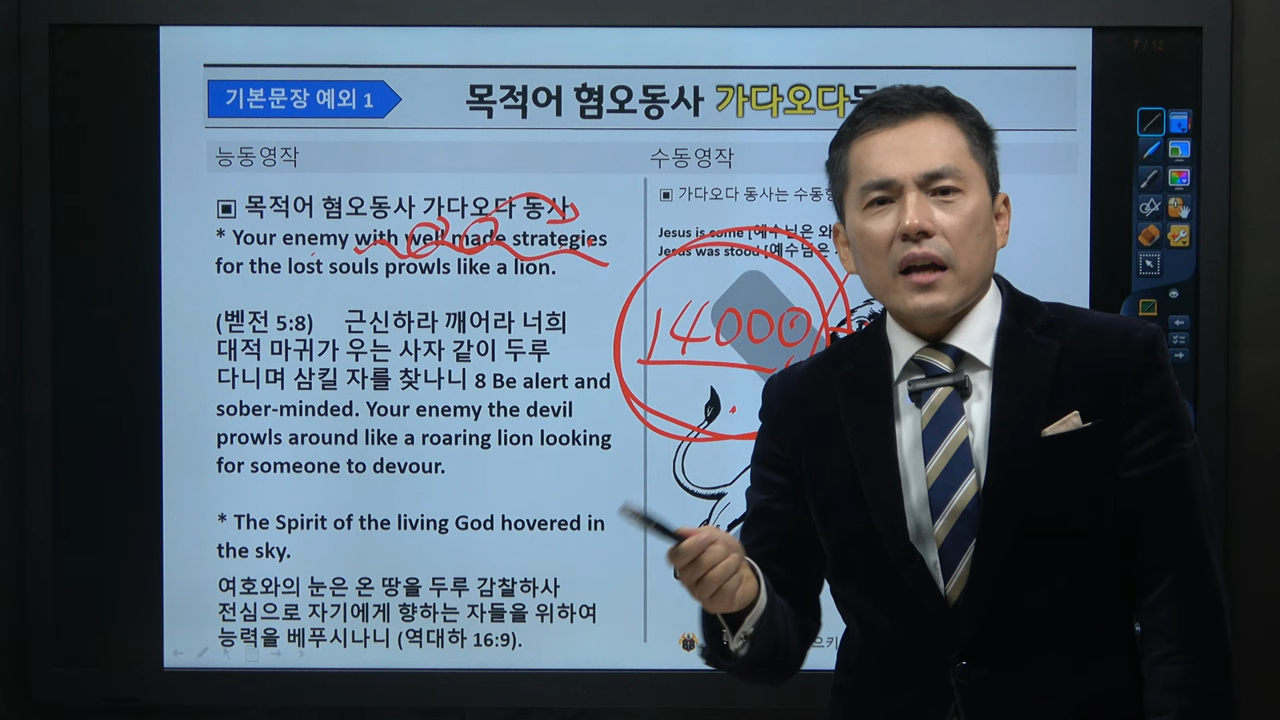 7 / 12
기본문장 예외 1
목적어 혐오동사 가다오다
능동영작
▣ 목적어 혐오동사 가다오다 동사
* Your enemy with well made strategies
for the lost souls prowls like a lion.
(벧전 5:8) 근신하라 깨어라 너희
대적 마귀가 우는 사자 같이 두루
다니며 삼킬 자를 찾나니 8 Be alert and
sober-minded. Your enemy the devil
prowls around like a roaring lion looking
for someone to devour.
* The Spirit of the living God hovered in
the sky.
여호와의 눈은 온 땅을 두루 감찰하사
전심으로 자기에게 향하는 자들을 위하여
능력을 베푸시나니 (역대하 16:9).
수동영작
▣ 가다오다 동사는
Jesus is come [예수님은
Jesus was stood [예수님은
14000